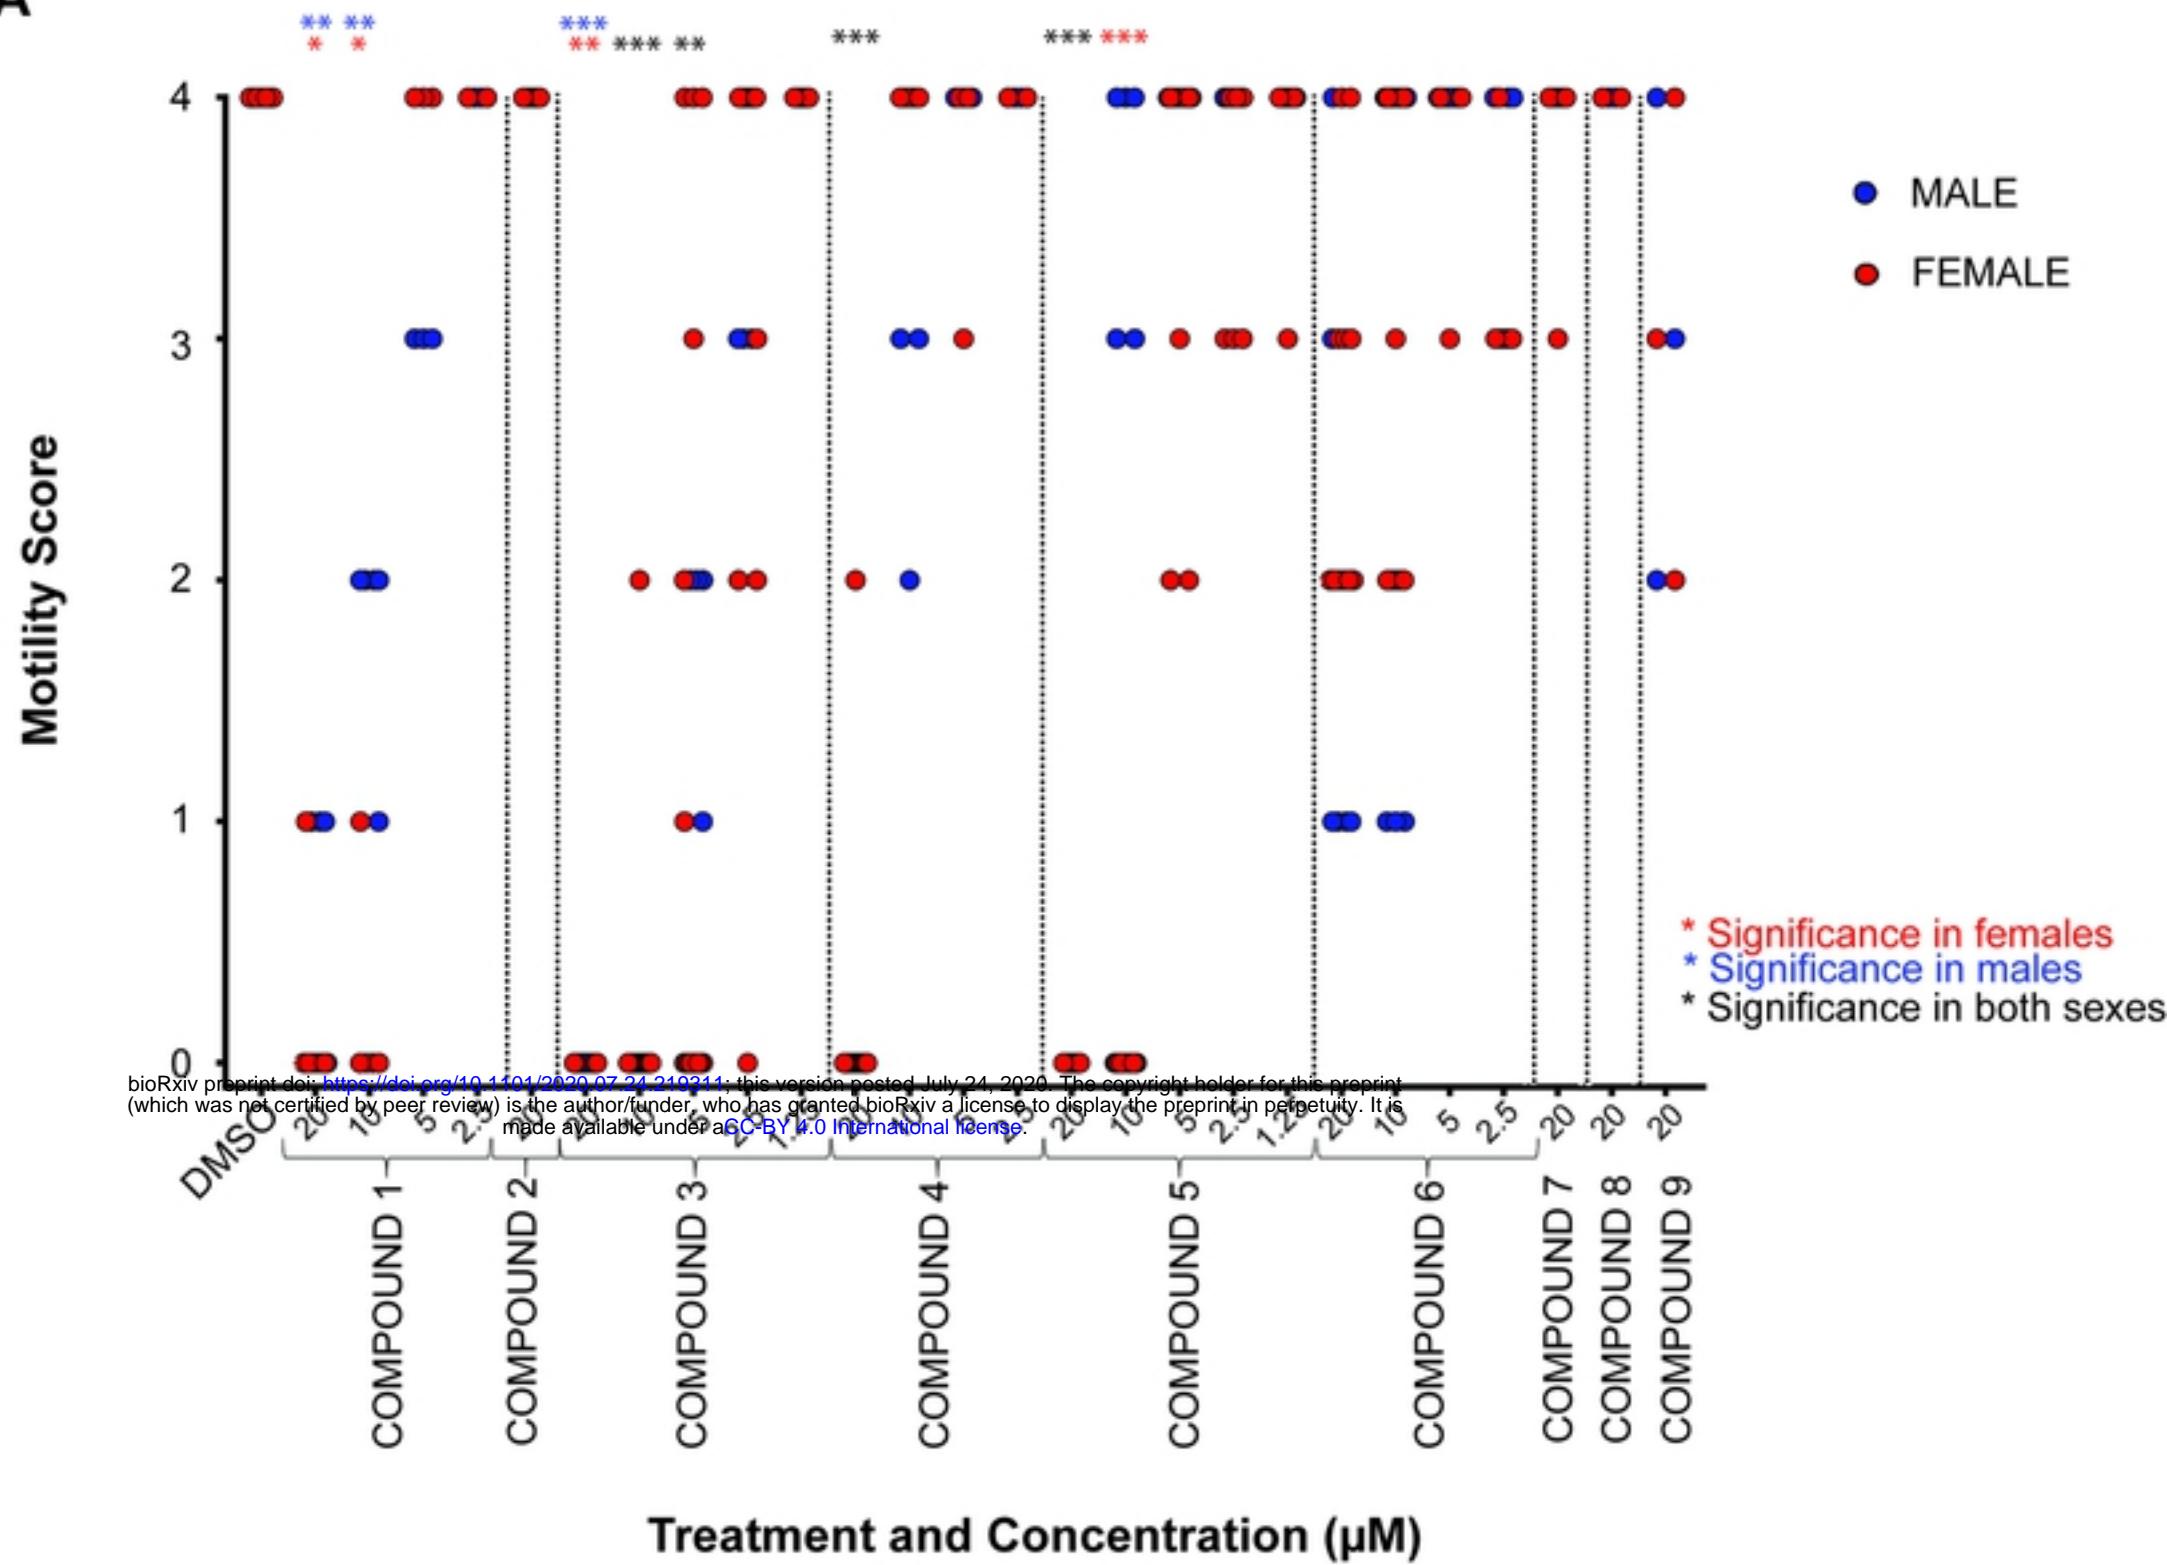 ** ** *** *** ** *** *** ***
* * **
4
3
2
1
0
Motility Score
MALE
FEMALE
* Significance in females
* Significance in males
* Significance in both sexes
bioRxiv preprint doi: https://doi.org/10.1101/2020.07.24.219311; this version posted July 24, 2020. The copyright holder for this preprint
(which was not certified by peer review) is the author/funder, who has granted bioRxiv a license to display the preprint in perpetuity. It is
made available under aCC-BY 4.0 International license.
DMSO 20 10 5 2.5 20 10 5 2.5 1.25 20 10 5 2.5 20 20 20
COMPOUND 1
COMPOUND 2
COMPOUND 3
COMPOUND 4
COMPOUND 5
COMPOUND 6
COMPOUND 7
COMPOUND 8
COMPOUND 9
Treatment and Concentration (µM)